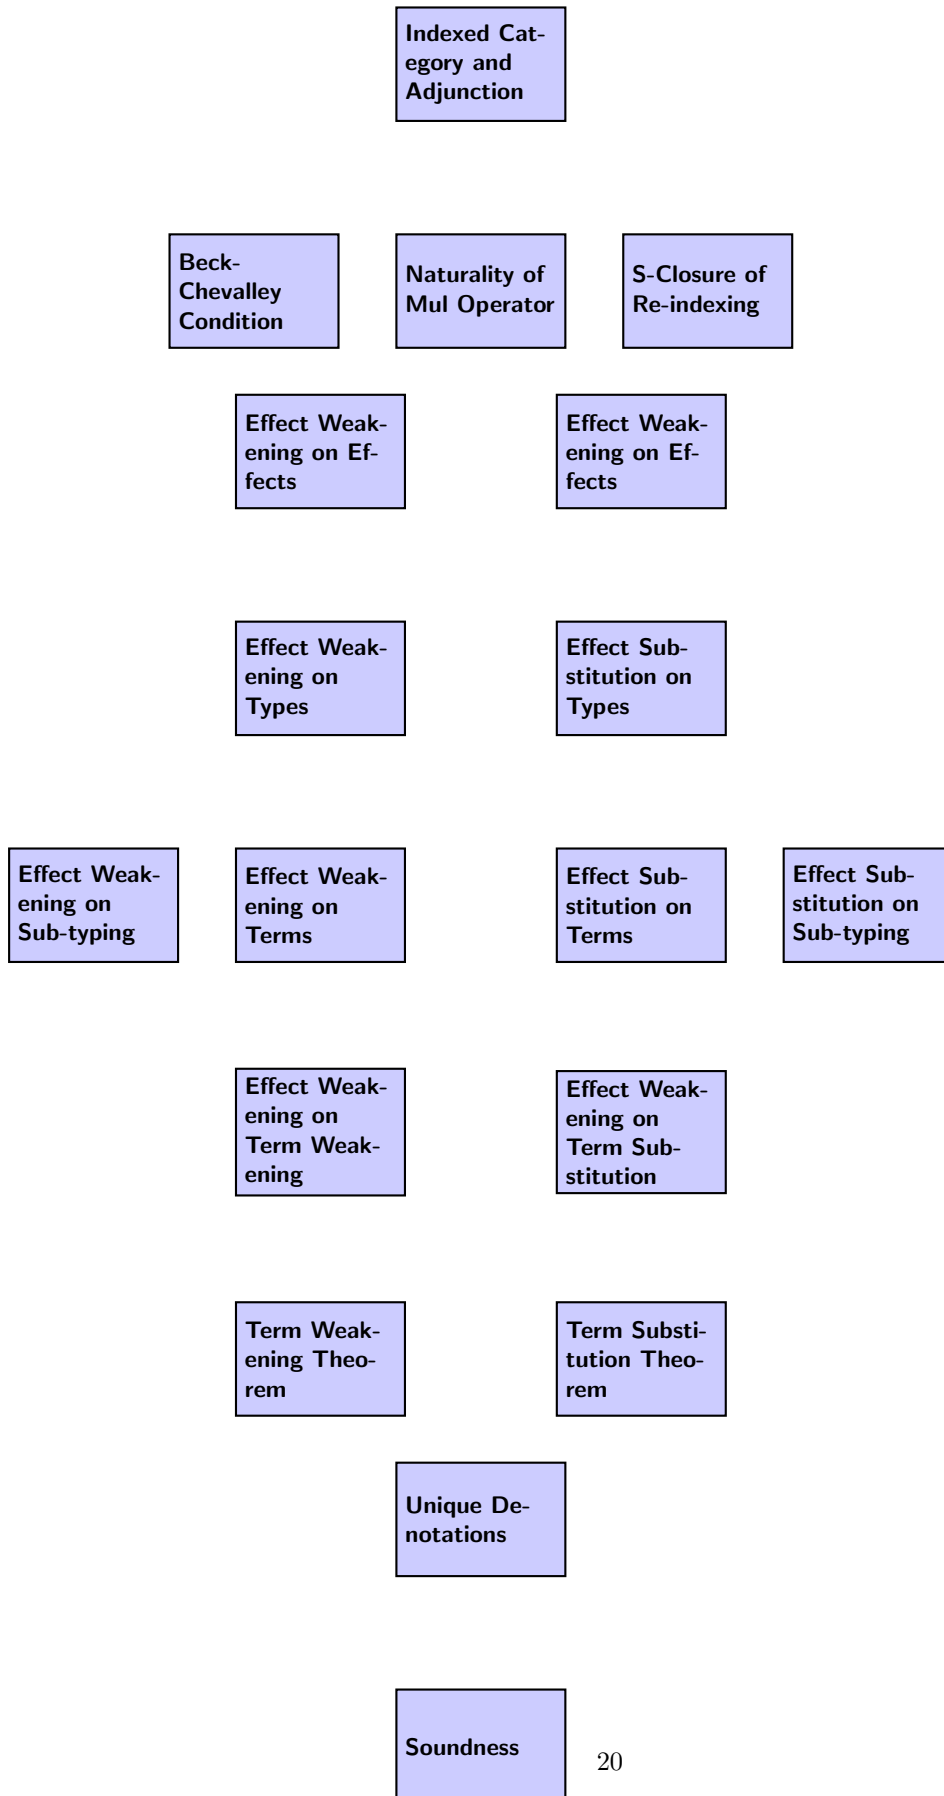 Indexed Cat-
egory and
Adjunction
Beck-
Chevalley
Condition
Naturality of
Mul Operator
S-Closure of
Re-indexing
Effect Weak-
ening on Ef-
fects
Effect Weak-
ening on Ef-
fects
Effect Weak-
ening on
Types
Effect Sub-
stitution on
Types
Effect Weak-
ening on
Sub-typing
Effect Weak-
ening on
Terms
Effect Sub-
stitution on
Terms
Effect Sub-
stitution on
Sub-typing
Effect Weak-
ening on
Term Weak-
ening
Effect Weak-
ening on
Term Sub-
stitution
Term Weak-
ening Theo-
rem
Term Substi-
tution Theo-
rem
Unique De-
notations
Soundness
20